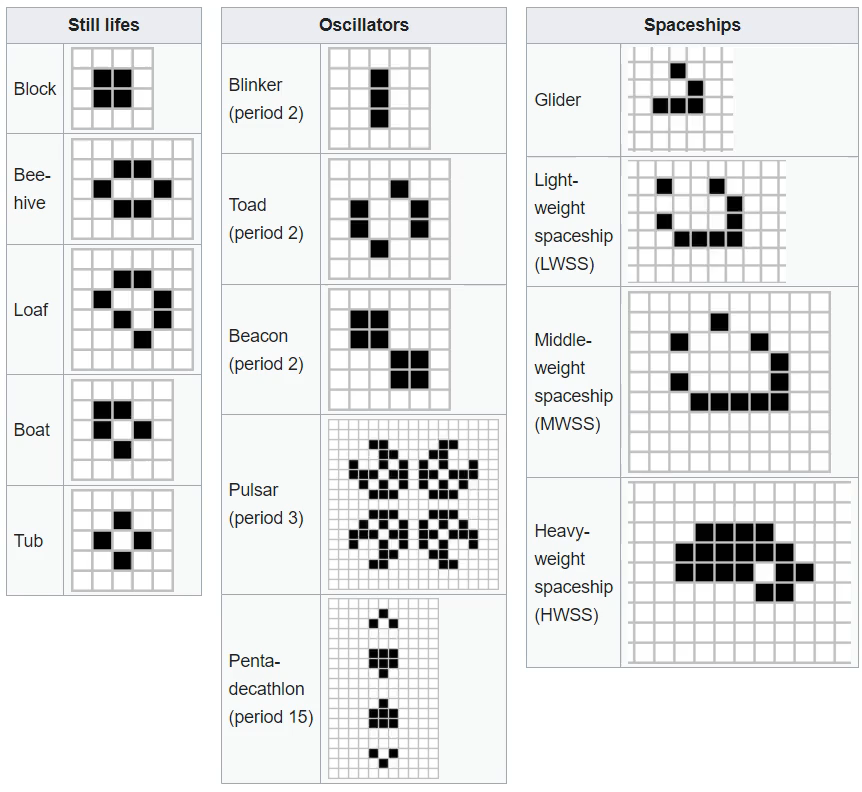 Still lifes
Block
Bee-
hive
Loaf
Boat
Tub
Oscillators
Blinker
(period 2)
Toad
(period 2)
Beacon
(period 2)
Pulsar
(period 3)
Penta-
decathlon
(period 15)
Spaceships
Glider
Light-
weight
spaceship
(LWSS)
Middle-
weight
spaceship
(MWSS)
Heavy-
weight
spaceship
(HWSS)